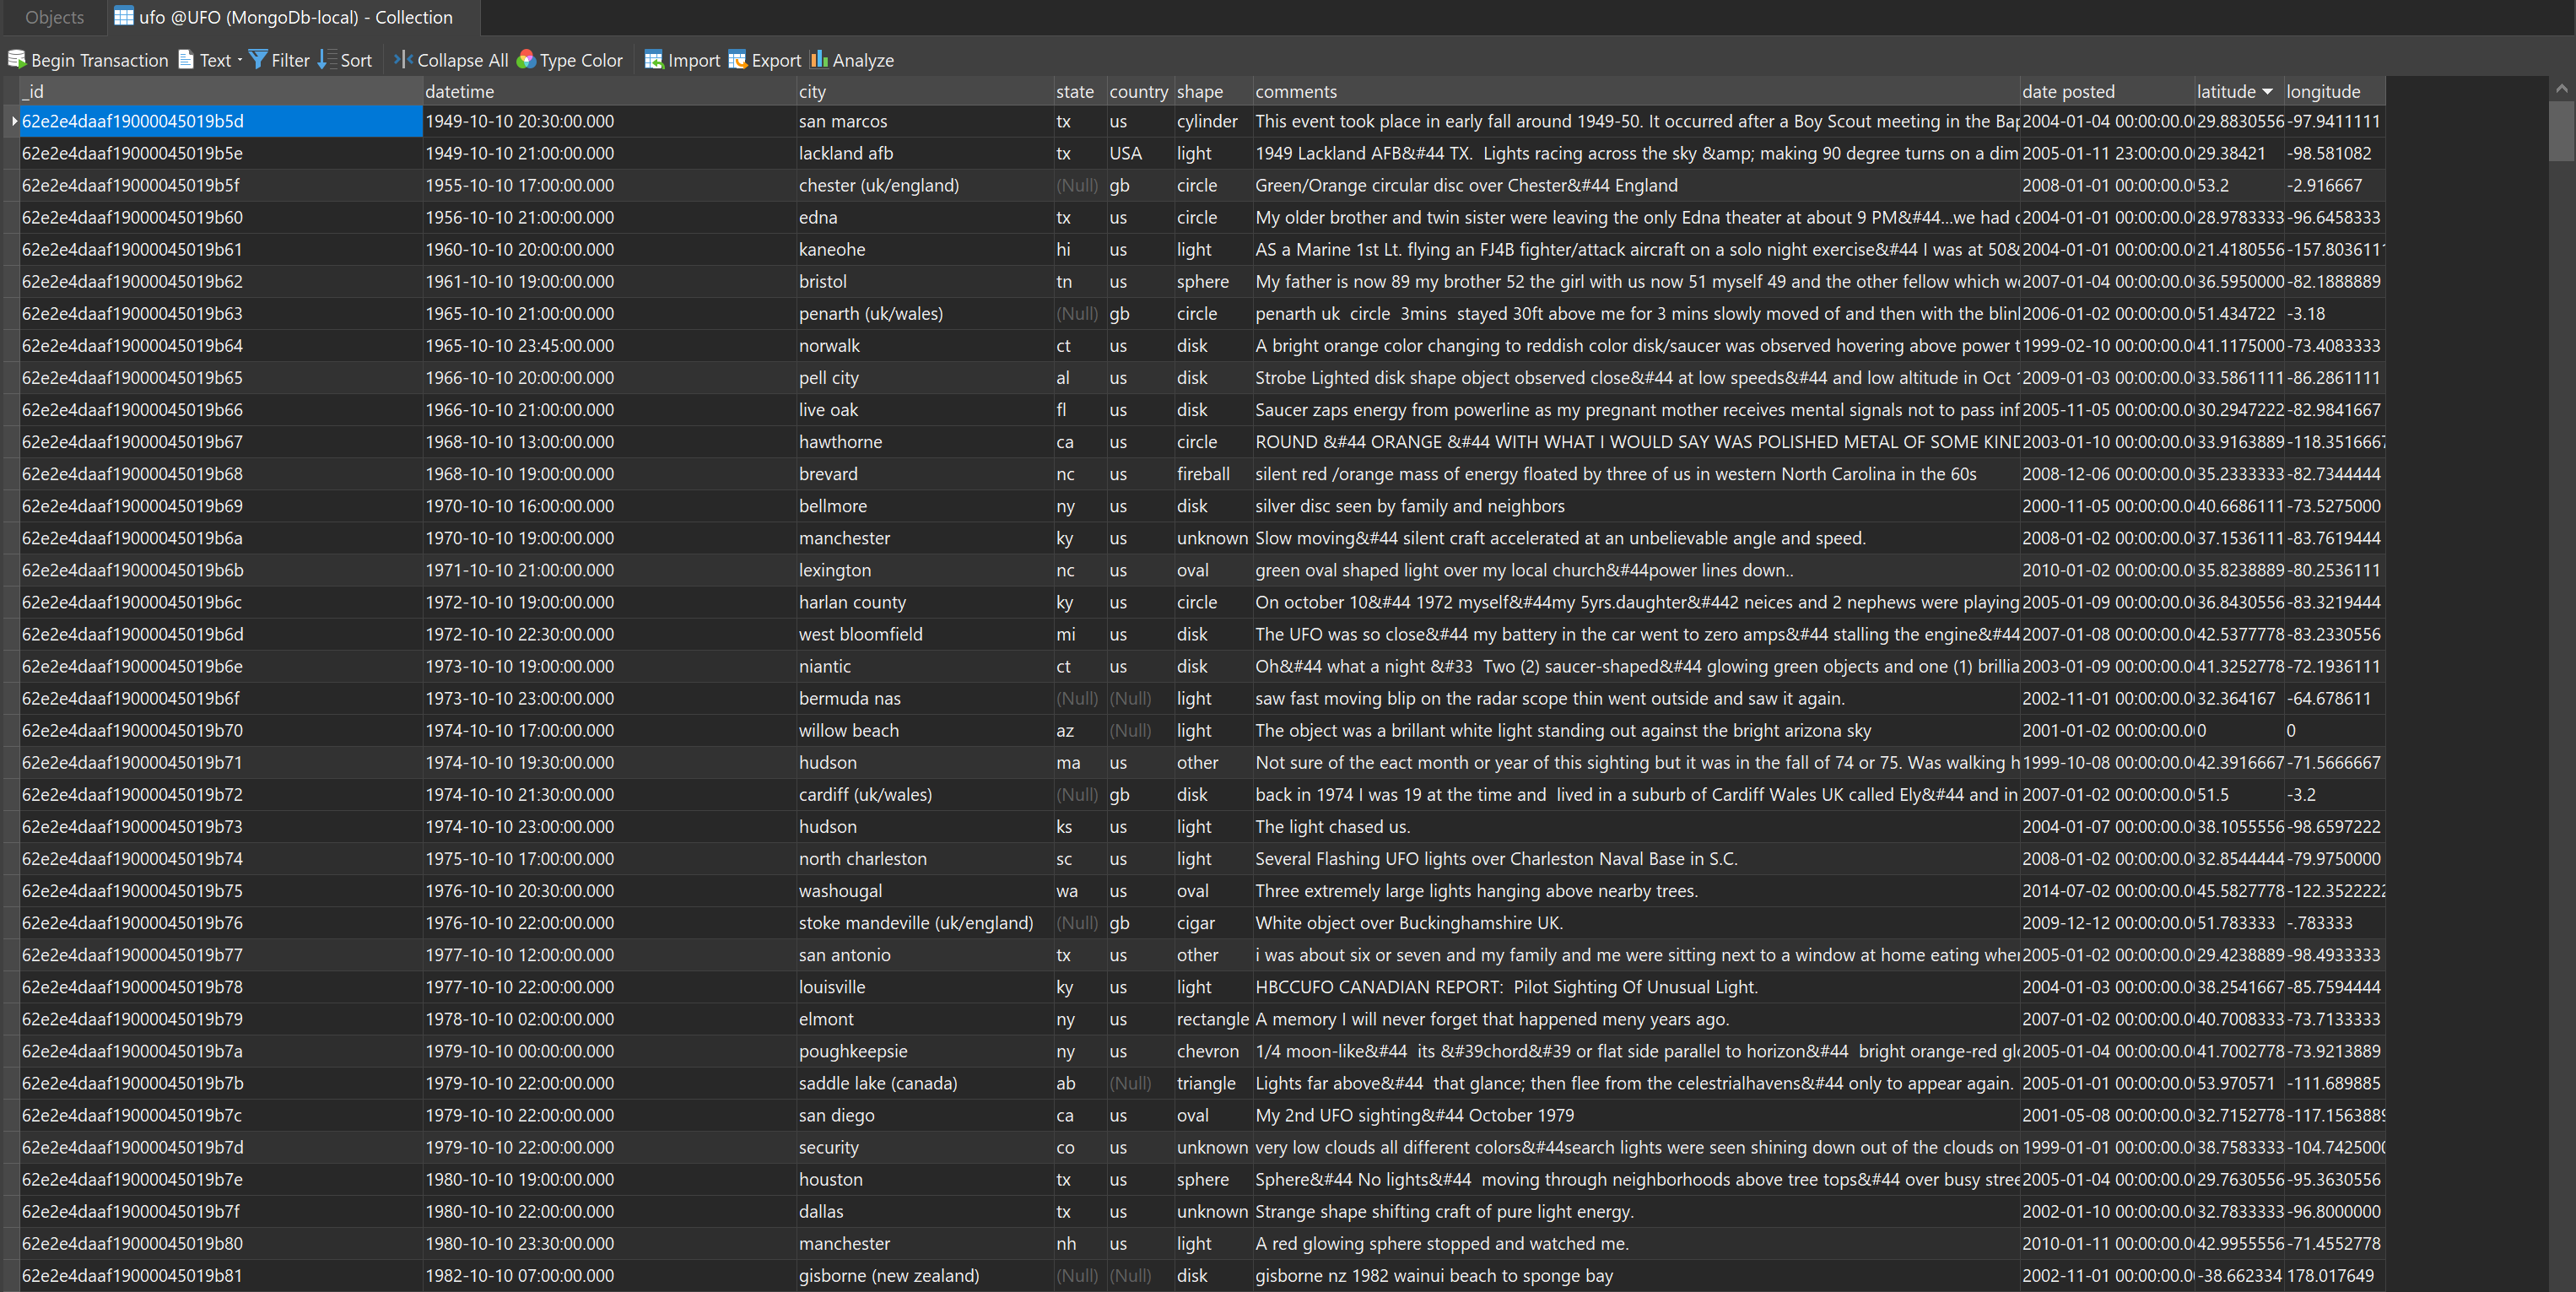 Objects ufo @UFO (MongoDb-local) - Collection
Begin Transaction Text Filter Sort Collapse All Type Color Import Export Analyze
_id datetime city state country shape comments date posted latitude longitude
62e2e4daaf19000045019b5d 1949-10-10 20:30:00.000 san marcos tx us cylinder This event took place in early fall around 1949-50. It occurred after a Boy Scout meeting in the Bap 2004-01-04 00:00:00.0 29.8830556 -97.9411111
62e2e4daaf19000045019b5e 1949-10-10 21:00:00.000 lackland afb tx USA light 1949 Lackland AFB&#44 TX.  Lights racing across the sky &amp; making 90 degree turns on a dim 2005-01-11 23:00:00.0 29.38421 -98.581082
62e2e4daaf19000045019b5f 1955-10-10 17:00:00.000 chester (uk/england) (Null) gb circle Green/Orange circular disc over Chester&#44 England 2008-01-01 00:00:00.0 53.2 -2.916667
62e2e4daaf19000045019b60 1956-10-10 21:00:00.000 edna tx us circle My older brother and twin sister were leaving the only Edna theater at about 9 PM&#44...we had 2004-01-01 00:00:00.0 28.9783333 -96.6458333
62e2e4daaf19000045019b61 1960-10-10 20:00:00.000 kaneohe hi us light AS a Marine 1st Lt. flying an FJ4B fighter/attack aircraft on a solo night exercise&#44 I was at 50& 2004-01-01 00:00:00.0 21.4180556 -157.8036111
62e2e4daaf19000045019b62 1961-10-10 19:00:00.000 bristol tn us sphere My father is now 89 my brother 52 the girl with us now 51 myself 49 and the other fellow which w 2007-01-04 00:00:00.0 36.5950000 -82.1888889
62e2e4daaf19000045019b63 1965-10-10 21:00:00.000 penarth (uk/wales) (Null) gb circle penarth uk  circle  3mins  stayed 30ft above me for 3 mins slowly moved of and then with the blin 2006-01-02 00:00:00.0 51.434722 -3.18
62e2e4daaf19000045019b64 1965-10-10 23:45:00.000 norwalk ct us disk A bright orange color changing to reddish color disk/saucer was observed hovering above power t 1999-02-10 00:00:00.0 41.1175000 -73.4083333
62e2e4daaf19000045019b65 1966-10-10 20:00:00.000 pell city al us disk Strobe Lighted disk shape object observed close&#44 at low speeds&#44 and low altitude in Oct 2009-01-03 00:00:00.0 33.5861111 -86.2861111
62e2e4daaf19000045019b66 1966-10-10 21:00:00.000 live oak fl us disk Saucer zaps energy from powerline as my pregnant mother receives mental signals not to pass inf 2005-11-05 00:00:00.0 30.2947222 -82.9841667
62e2e4daaf19000045019b67 1968-10-10 13:00:00.000 hawthorne ca us circle ROUND &#44 ORANGE &#44 WITH WHAT I WOULD SAY WAS POLISHED METAL OF SOME KIND 2003-01-10 00:00:00.0 33.9163889 -118.3516667
62e2e4daaf19000045019b68 1968-10-10 19:00:00.000 brevard nc us fireball silent red /orange mass of energy floated by three of us in western North Carolina in the 60s 2008-12-06 00:00:00.0 35.2333333 -82.7344444
62e2e4daaf19000045019b69 1970-10-10 16:00:00.000 bellmore ny us disk silver disc seen by family and neighbors 2000-11-05 00:00:00.0 40.6686111 -73.5275000
62e2e4daaf19000045019b6a 1970-10-10 19:00:00.000 manchester ky us unknown Slow moving&#44 silent craft accelerated at an unbelievable angle and speed. 2008-01-02 00:00:00.0 37.1536111 -83.7619444
62e2e4daaf19000045019b6b 1971-10-10 21:00:00.000 lexington nc us oval green oval shaped light over my local church&#44power lines down.. 2010-01-02 00:00:00.0 35.8238889 -80.2536111
62e2e4daaf19000045019b6c 1972-10-10 19:00:00.000 harlan county ky us circle On october 10&#44 1972 myself&#44my 5yrs.daughter&#442 neices and 2 nephews were playing 2005-01-09 00:00:00.0 36.8430556 -83.3219444
62e2e4daaf19000045019b6d 1972-10-10 22:30:00.000 west bloomfield mi us disk The UFO was so close&#44 my battery in the car went to zero amps&#44 stalling the engine&#44 2007-01-08 00:00:00.0 42.5377778 -83.2330556
62e2e4daaf19000045019b6e 1973-10-10 19:00:00.000 niantic ct us disk Oh&#44 what a night &#33  Two (2) saucer-shaped&#44 glowing green objects and one (1) brillia 2003-01-09 00:00:00.0 41.3252778 -72.1936111
62e2e4daaf19000045019b6f 1973-10-10 23:00:00.000 bermuda nas (Null) (Null) light saw fast moving blip on the radar scope thin went outside and saw it again. 2002-11-01 00:00:00.0 32.364167 -64.678611
62e2e4daaf19000045019b70 1974-10-10 17:00:00.000 willow beach az (Null) light The object was a brillant white light standing out against the bright arizona sky 2001-01-02 00:00:00.0 0 0
62e2e4daaf19000045019b71 1974-10-10 19:30:00.000 hudson ma us other Not sure of the eact month or year of this sighting but it was in the fall of 74 or 75. Was walking h 1999-10-08 00:00:00.0 42.3916667 -71.5666667
62e2e4daaf19000045019b72 1974-10-10 21:30:00.000 cardiff (uk/wales) (Null) gb disk back in 1974 I was 19 at the time and  lived in a suburb of Cardiff Wales UK called Ely&#44 and in 2007-01-02 00:00:00.0 51.5 -3.2
62e2e4daaf19000045019b73 1974-10-10 23:00:00.000 hudson ks us light The light chased us. 2004-01-07 00:00:00.0 38.1055556 -98.6597222
62e2e4daaf19000045019b74 1975-10-10 17:00:00.000 north charleston sc us light Several Flashing UFO lights over Charleston Naval Base in S.C. 2008-01-02 00:00:00.0 32.8544444 -79.9750000
62e2e4daaf19000045019b75 1976-10-10 20:30:00.000 washougal wa us oval Three extremely large lights hanging above nearby trees. 2014-07-02 00:00:00.0 45.5827778 -122.3522222
62e2e4daaf19000045019b76 1976-10-10 22:00:00.000 stoke mandeville (uk/england) (Null) gb cigar White object over Buckinghamshire UK. 2009-12-12 00:00:00.0 51.783333 -.783333
62e2e4daaf19000045019b77 1977-10-10 12:00:00.000 san antonio tx us other i was about six or seven and my family and me were sitting next to a window at home eating whe 2005-01-02 00:00:00.0 29.4238889 -98.4933333
62e2e4daaf19000045019b78 1977-10-10 22:00:00.000 louisville ky us light HBCCUFO CANADIAN REPORT:  Pilot Sighting Of Unusual Light. 2004-01-03 00:00:00.0 38.2541667 -85.7594444
62e2e4daaf19000045019b79 1978-10-10 02:00:00.000 elmont ny us rectangle A memory I will never forget that happened meny years ago. 2007-01-02 00:00:00.0 40.7008333 -73.7133333
62e2e4daaf19000045019b7a 1979-10-10 00:00:00.000 poughkeepsie ny us chevron 1/4 moon-like&#44  its &#39chord&#39 or flat side parallel to horizon&#44  bright orange-red gl 2005-01-04 00:00:00.0 41.7002778 -73.9213889
62e2e4daaf19000045019b7b 1979-10-10 22:00:00.000 saddle lake (canada) ab (Null) triangle Lights far above&#44  that glance; then flee from the celestrialhavens&#44 only to appear again. 2005-01-01 00:00:00.0 53.970571 -111.689885
62e2e4daaf19000045019b7c 1979-10-10 22:00:00.000 san diego ca us oval My 2nd UFO sighting&#44 October 1979 2001-05-08 00:00:00.0 32.7152778 -117.1563889
62e2e4daaf19000045019b7d 1979-10-10 22:00:00.000 security co us unknown very low clouds all different colors&#44search lights were seen shining down out of the clouds on 1999-01-01 00:00:00.0 38.7583333 -104.7425000
62e2e4daaf19000045019b7e 1980-10-10 19:00:00.000 houston tx us sphere Sphere&#44 No lights&#44  moving through neighborhoods above tree tops&#44 over busy stree 2005-01-04 00:00:00.0 29.7630556 -95.3630556
62e2e4daaf19000045019b7f 1980-10-10 22:00:00.000 dallas tx us unknown Strange shape shifting craft of pure light energy. 2002-01-10 00:00:00.0 32.7833333 -96.8000000
62e2e4daaf19000045019b80 1980-10-10 23:30:00.000 manchester nh us light A red glowing sphere stopped and watched me. 2010-01-11 00:00:00.0 42.9955556 -71.4552778
62e2e4daaf19000045019b81 1982-10-10 07:00:00.000 gisborne (new zealand) (Null) (Null) disk gisborne nz 1982 wainui beach to sponge bay 2002-11-01 00:00:00.0 -38.662334 178.017649